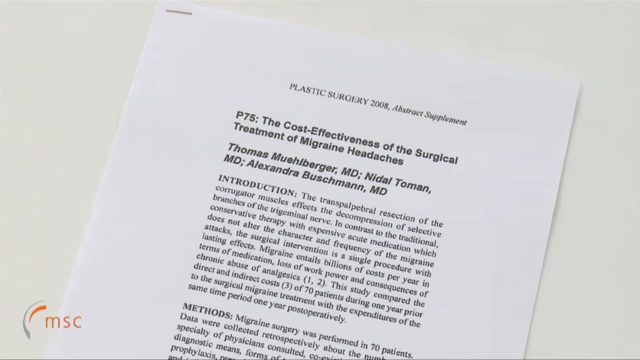 PLASTIC SURGERY 2008, Abstract Supplement
P75: The Cost-Effectiveness of the Surgical
Treatment of Migraine Headaches
Thomas Muehlberger, MD; Nidal Toman,
MD; Alexandra Buschmann, MD
INTRODUCTION: The transpalpebral resection of the
corrugator muscles effects the decompression of selective
branches of the trigeminal nerve. In contrast to the traditional,
conservative therapy with expensive acute medication which
does not alter the character and frequency of the migraine
attacks, the surgical intervention is a single procedure with
lasting effects. Migraine entails billions of costs per year in
terms of medication, loss of work power and consequences of
chronic abuse of analgesics (1, 2). This study compared the
direct and indirect costs (3) of 70 patients during one year prior
to the surgical migraine treatment with the expenditures of the
same time period one year postoperatively.
METHODS: Migraine surgery was performed in 70 patients.
Data were collected retrospectively about the
specialty of physicians consulted,
diagnostic means, forms of
prophylaxis,
msc